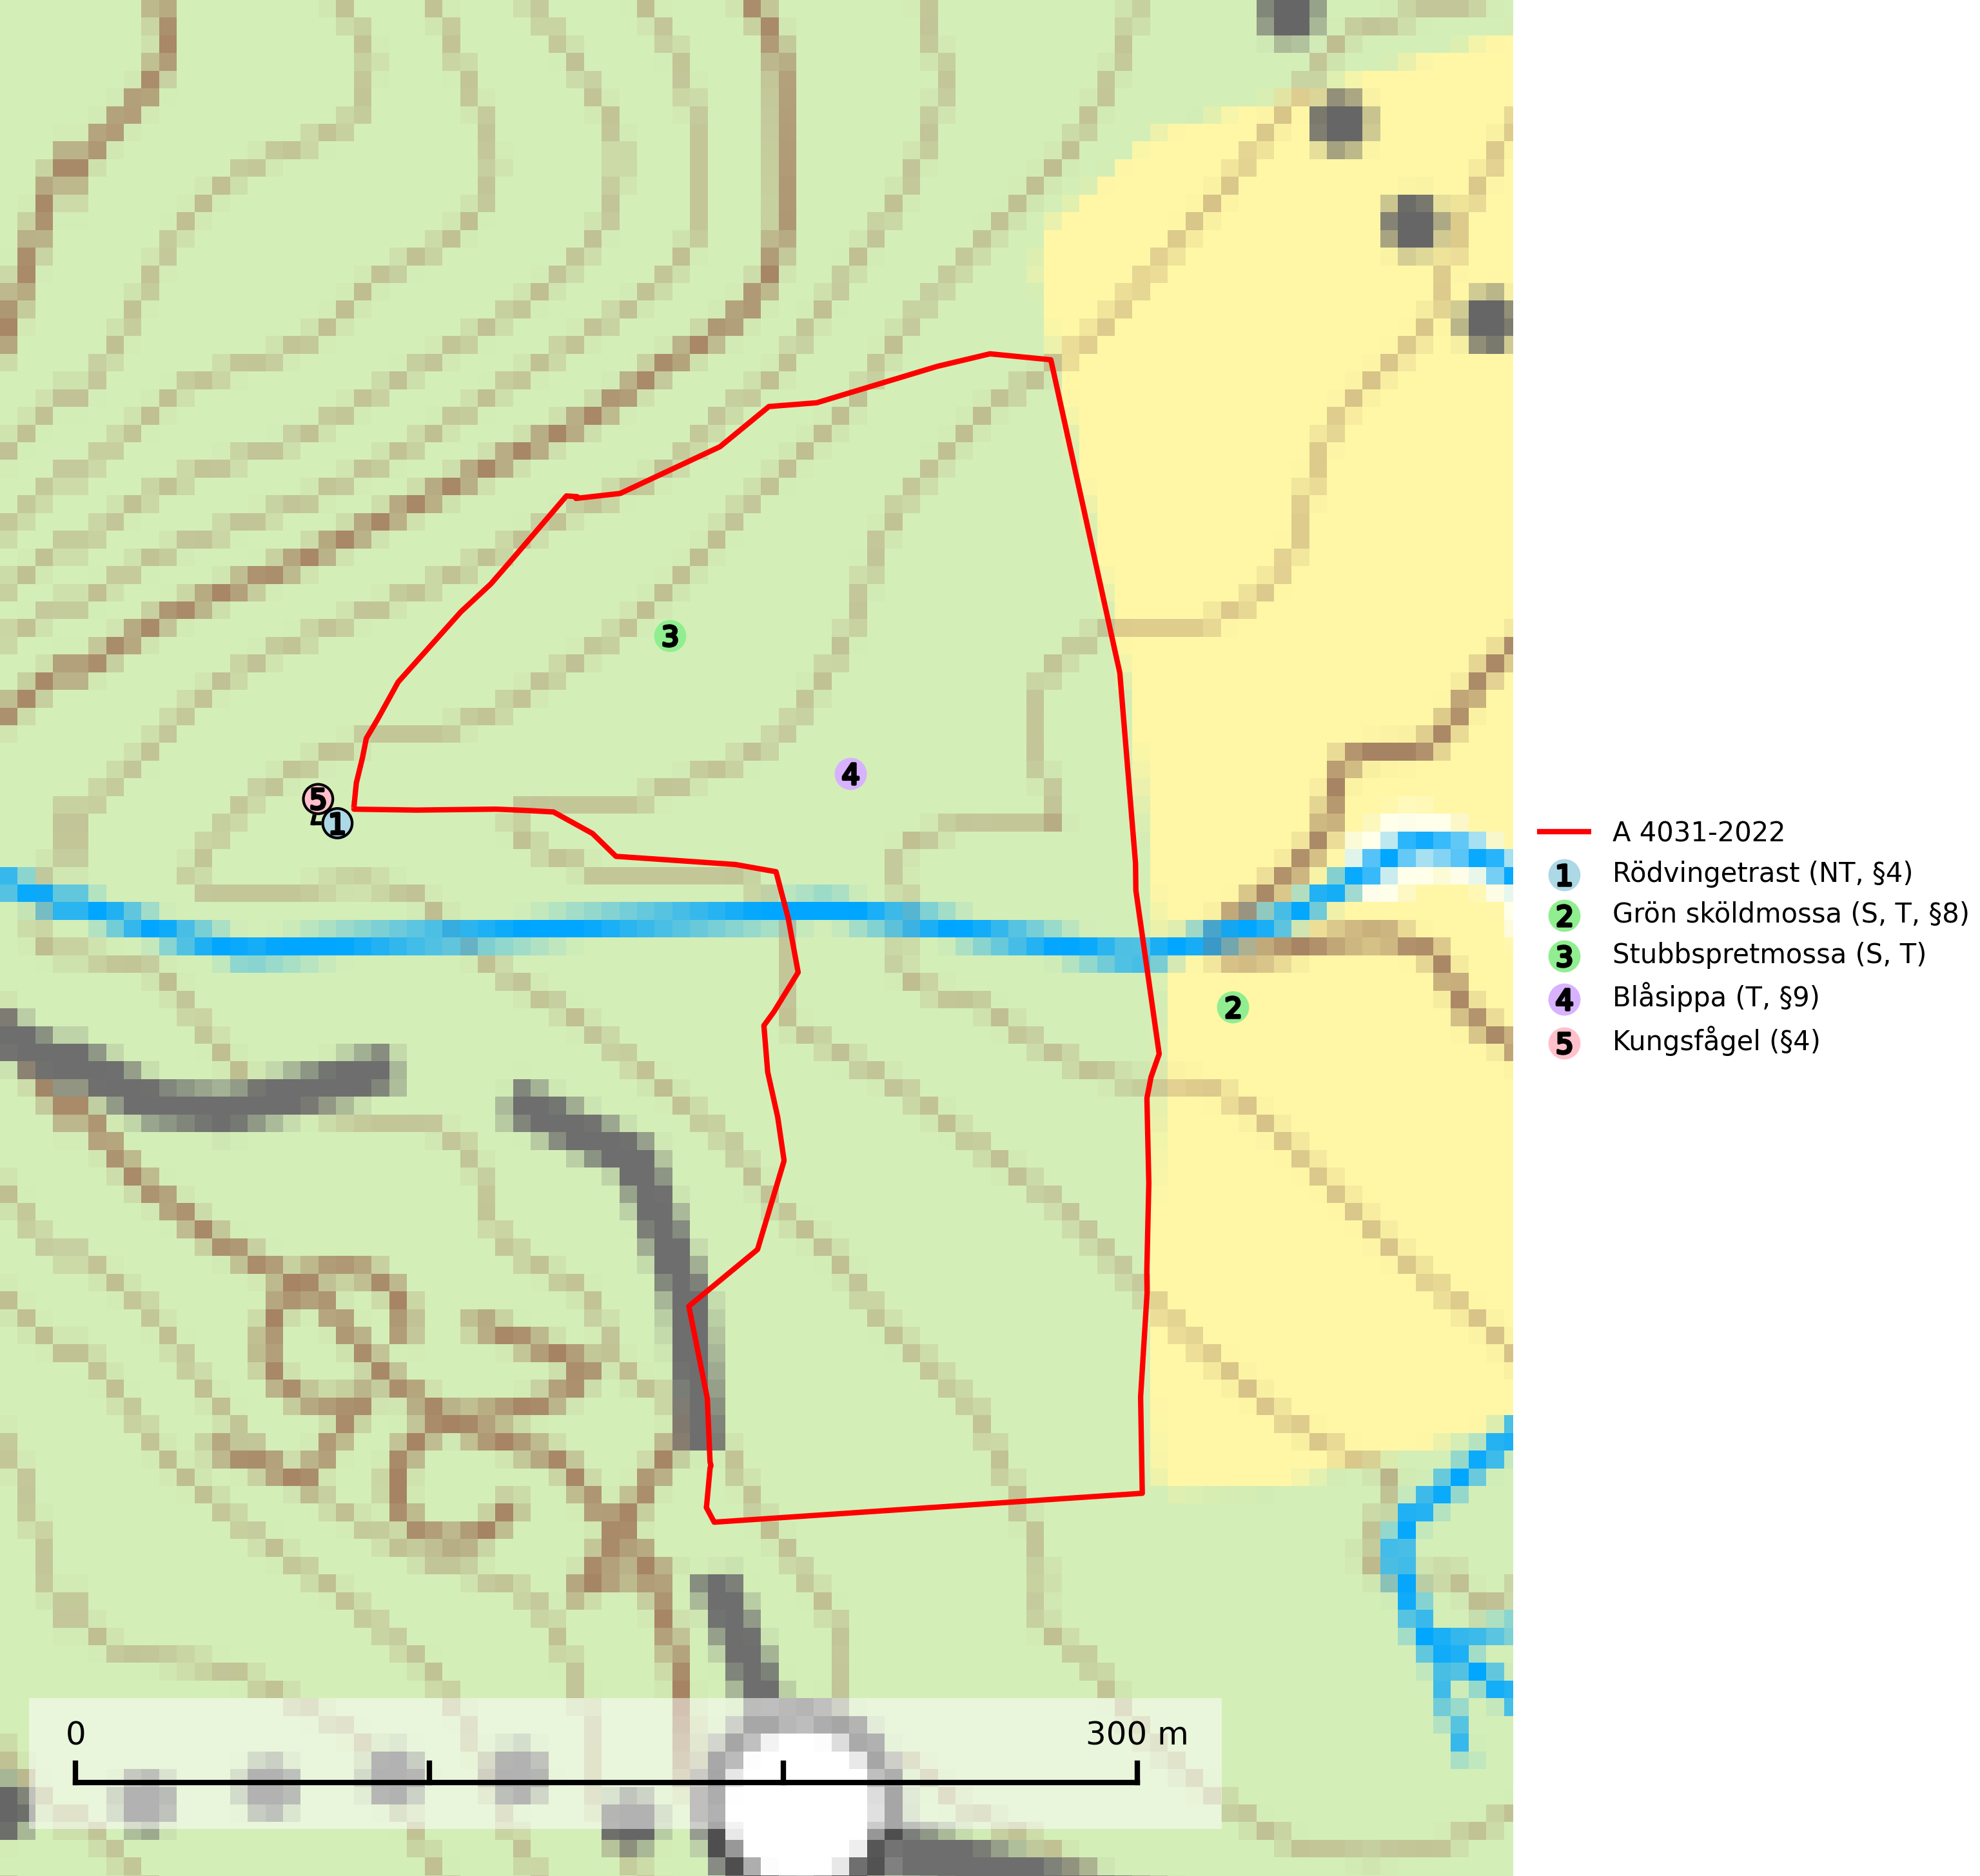 3
4
5
1
2
0 300 m
A 4031-2022
1 Rödvingetrast (NT, §4)
2 Grön sköldmossa (S, T, §8)
3 Stubbspretmossa (S, T)
4 Blåsippa (T, §9)
5 Kungsfågel (§4)